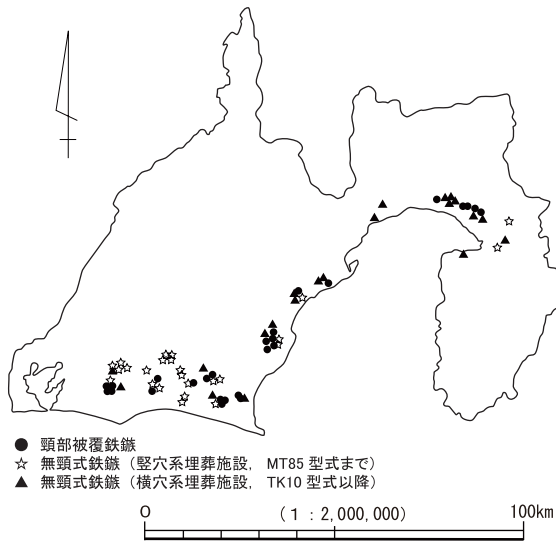 ● 頸部被覆鉄鏃
☆ 無頸式鉄鏃（竪穴系埋葬施設，MT85 型式まで）
▲ 無頸式鉄鏃（横穴系埋葬施設，TK10 型式以降）
0 （1：2,000,000） 100km